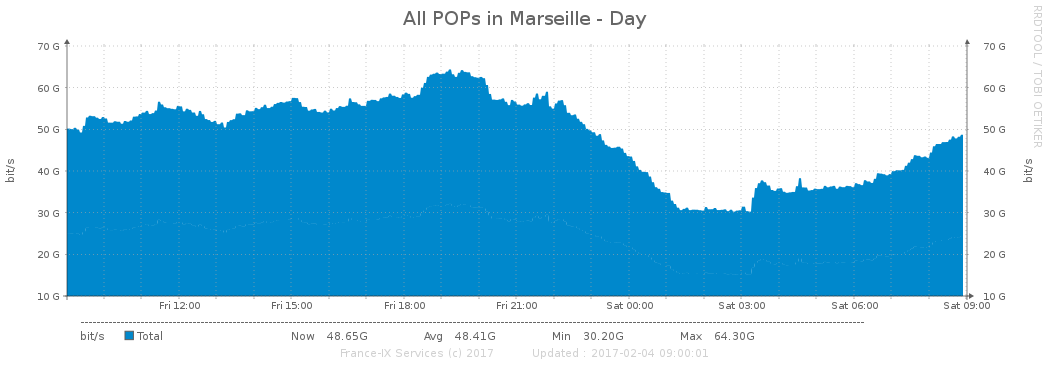 All POPs in Marseille - Day
RRDTOOL / TOBI OETIKER
70 G 70 G
60 G 60 G
50 G 50 G
40 G 40 G
30 G 30 G
20 G 20 G
10 G 10 G
bit/s
bit/s
Fri 12:00 Fri 15:00 Fri 18:00 Fri 21:00 Sat 00:00 Sat 03:00 Sat 06:00 Sat 09:00
bit/s Total Now 48.65G Avg 48.41G Min 30.20G Max 64.30G
France-IX Services (c) 2017 Updated : 2017-02-04 09:00:01